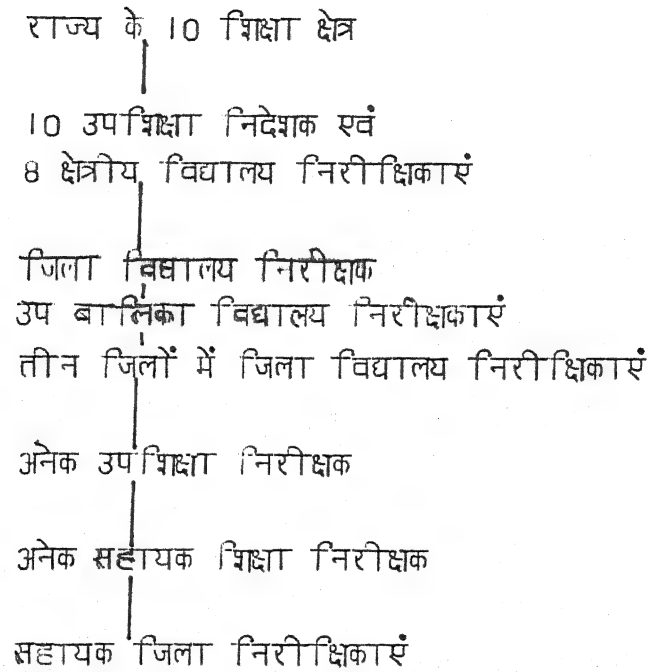 राज्य के 10 शिक्षा क्षेत्र
10 उपशिक्षा निदेशक एवं
8 क्षेत्रीय विद्यालय निरीक्षिकाएं
जिला विद्यालय निरीक्षक
उप बालिका विद्यालय निरीक्षकाएं
तीन जिलों में जिला विद्यालय निरीक्षिकाएं
अनेक उपशिक्षा निरीक्षक
अनेक सहायक शिक्षा निरीक्षक
सहायक जिला निरीक्षिकाएं